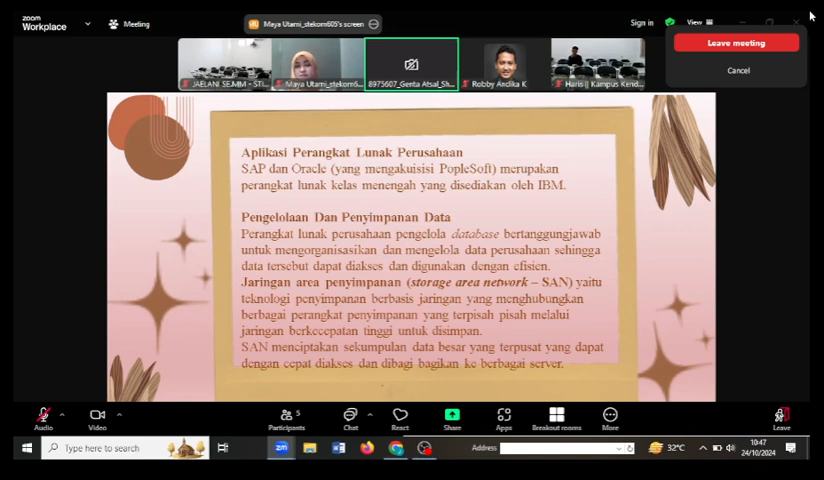 zoom
Workplace
Meeting
Maya Utami_stekom605's screen
Sign in
View
Leave meeting
Cancel
JAELANI SE,MM - STI...
Maya Utami_stekom6...
8975607_Genta Atsal_Sh...
Robby Andika K
Haris || Kampus Kend...
Aplikasi Perangkat Lunak Perusahaan
SAP dan Oracle (yang mengakuisisi PopleSoft) merupakan
perangkat lunak kelas menengah yang disediakan oleh IBM.
Pengelolaan Dan Penyimpanan Data
Perangkat lunak perusahaan pengelola database bertanggungjawab
untuk mengorganisasikan dan mengelola data perusahaan sehingga
data tersebut dapat diakses dan digunakan dengan efisien.
Jaringan area penyimpanan (storage area network – SAN) yaitu
teknologi penyimpanan berbasis jaringan yang menghubungkan
berbagai perangkat penyimpanan yang terpisah pisah melalui
jaringan berkecepatan tinggi untuk disimpan.
SAN menciptakan sekumpulan data besar yang terpusat yang dapat
dengan cepat diakses dan dibagi bagikan ke berbagai server.
Audio
Video
5
Participants
Chat
React
Share
Apps
Breakout rooms
More
Leave
Type here to search
zm
Address
32°C
10:47
24/10/2024